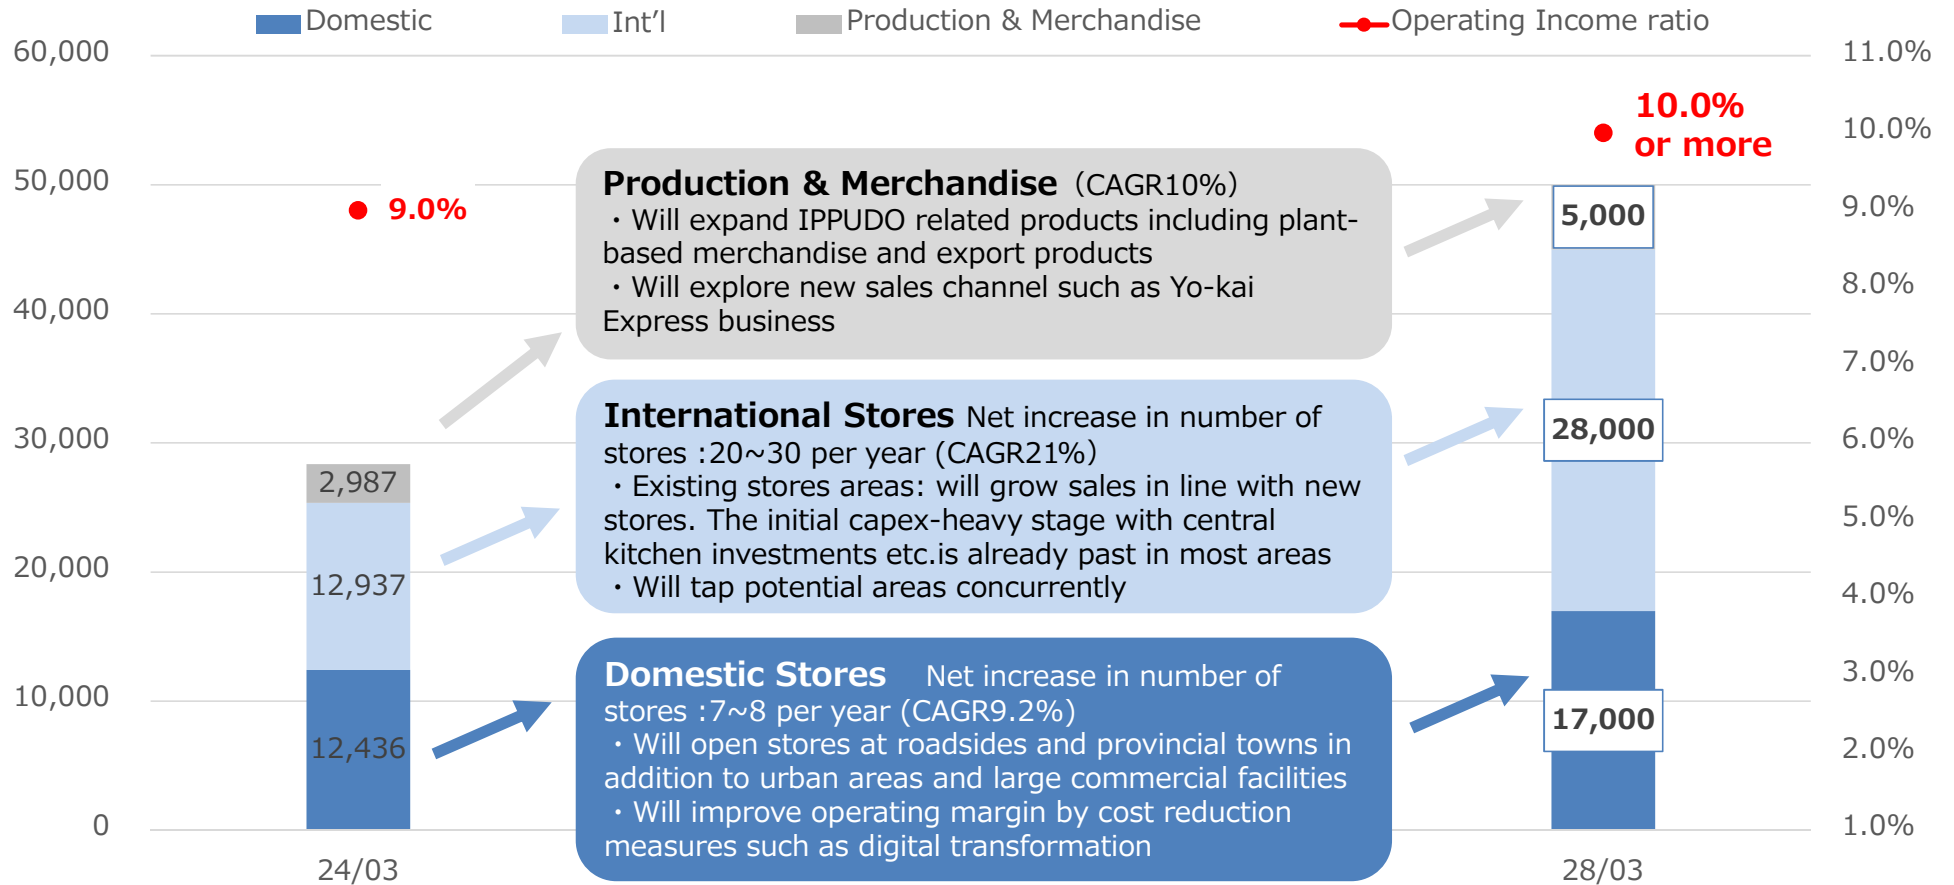 Domestic
Int’l
Production & Merchandise
Operating Income ratio
60,000
50,000
40,000
30,000
20,000
10,000
0
11.0%
10.0%
9.0%
8.0%
7.0%
6.0%
5.0%
4.0%
3.0%
2.0%
1.0%
9.0%
2,987
12,937
12,436
24/03
Production & Merchandise（CAGR10%）
・Will expand IPPUDO related products including plant-
based merchandise and export products
・Will explore new sales channel such as Yo-kai
Express business
International Stores Net increase in number of
stores :20~30 per year (CAGR21%)
・Existing stores areas: will grow sales in line with new
stores. The initial capex-heavy stage with central
kitchen investments etc.is already past in most areas
・Will tap potential areas concurrently
Domestic Stores　Net increase in number of
stores :7~8 per year (CAGR9.2%)
・Will open stores at roadsides and provincial towns in
addition to urban areas and large commercial facilities
・Will improve operating margin by cost reduction
measures such as digital transformation
10.0%
or more
5,000
28,000
17,000
28/03